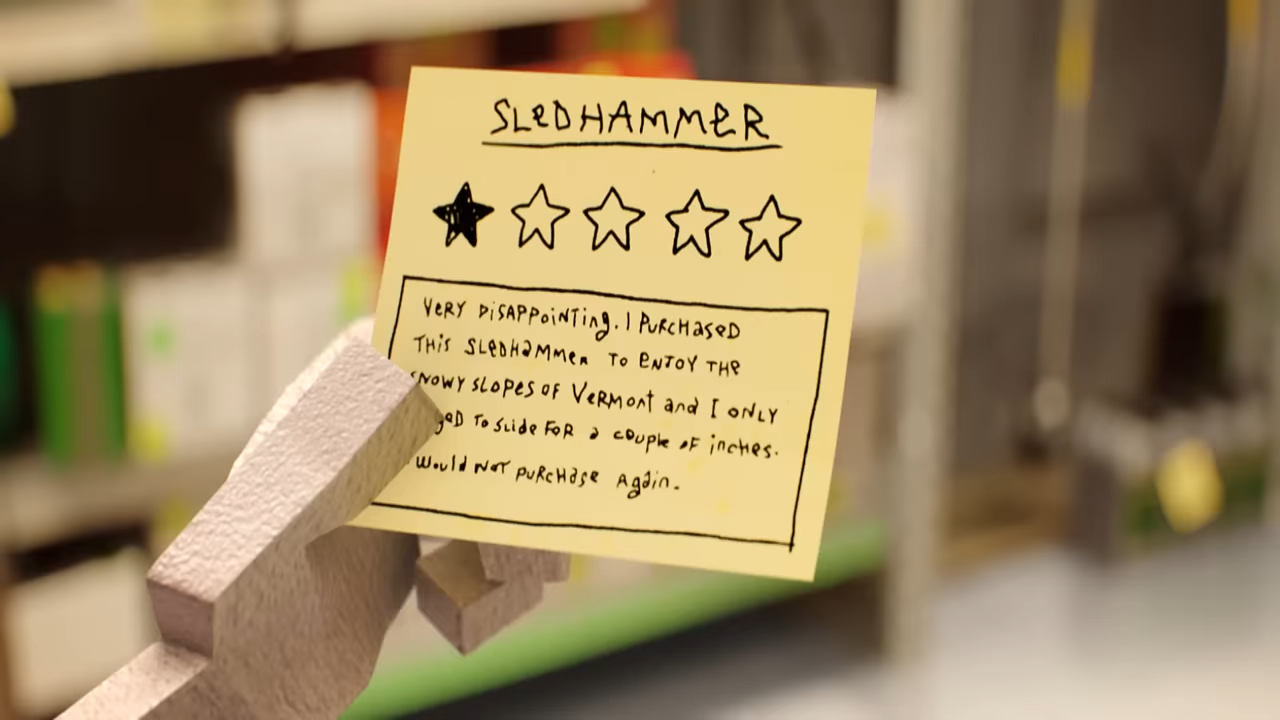 SLEDHAMMER
VERY DISAPPOINTING. I PURCHASED
THIS SLEDHAMMER TO ENJOY THE
SNOWY SLOPES OF VERMONT AND I ONLY
TO SLIDE FOR A COUPLE OF INCHES.
WOULD NOT PURCHASE AGAIN.